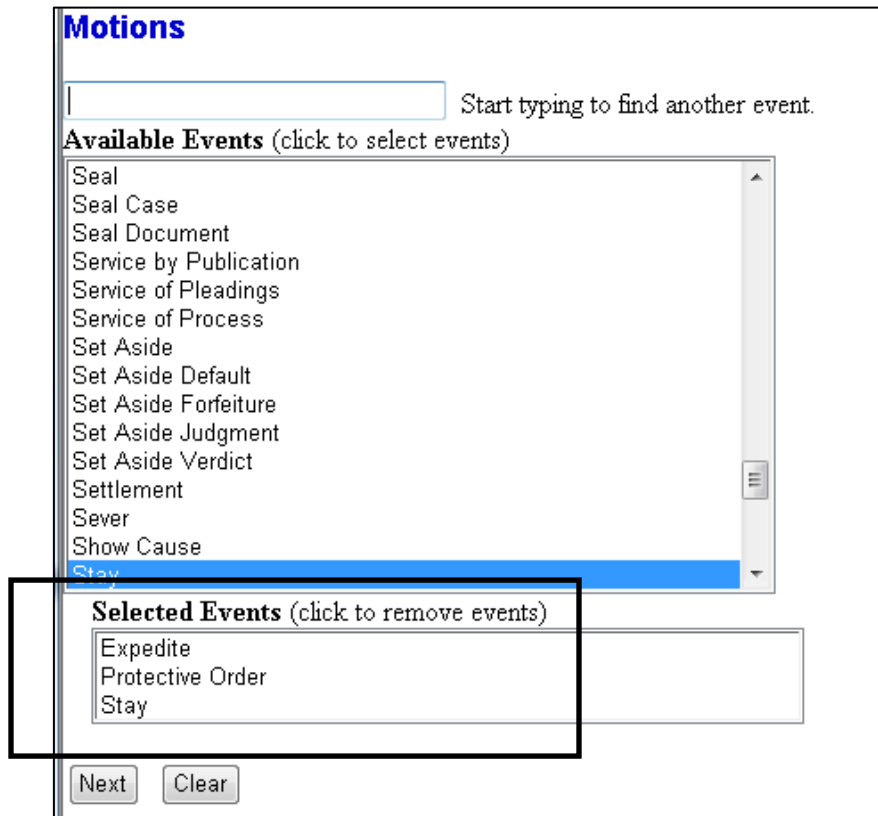 Motions
Start typing to find another event.
Available Events (click to select events)
Seal
Seal Case
Seal Document
Service by Publication
Service of Pleadings
Service of Process
Set Aside
Set Aside Default
Set Aside Forfeiture
Set Aside Judgment
Set Aside Verdict
Settlement
Sever
Show Cause
Stay
Selected Events (click to remove events)
Expedite
Protective Order
Stay
Next Clear